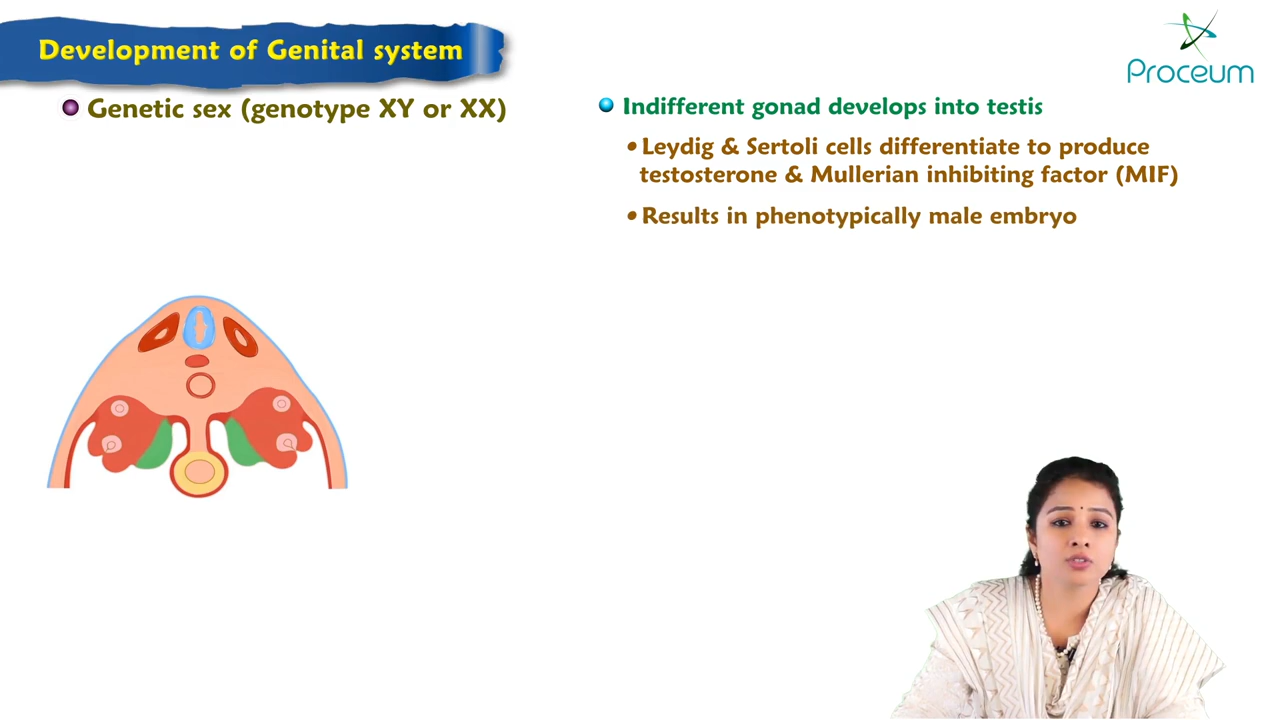 Development of Genital system
Proceum
Genetic sex (genotype XY or XX)
Indifferent gonad develops into testis
Leydig & Sertoli cells differentiate to produce
testosterone & Mullerian inhibiting factor (MIF)
Results in phenotypically male embryo